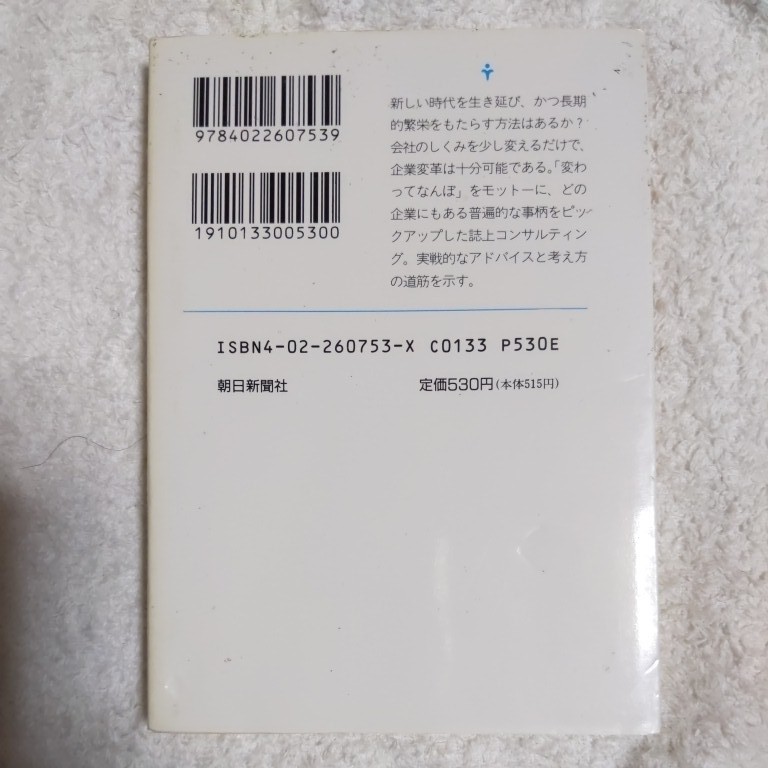 9784022607539
1910133005300
新しい時代を生き延び、かつ長期
的繁栄をもたらす方法はあるか？
会社のしくみを少し変えるだけで、
企業変革は十分可能である。「変わ
ってなんぼ」をモットーに、どの
企業にもある普遍的な事柄をピッ
クアップした誌上コンサルティン
グ。実戦的なアドバイスと考え方
の道筋を示す。
ISBN4-02-260753-X C0133 P530E
朝日新聞社 定価530円(本体515円)